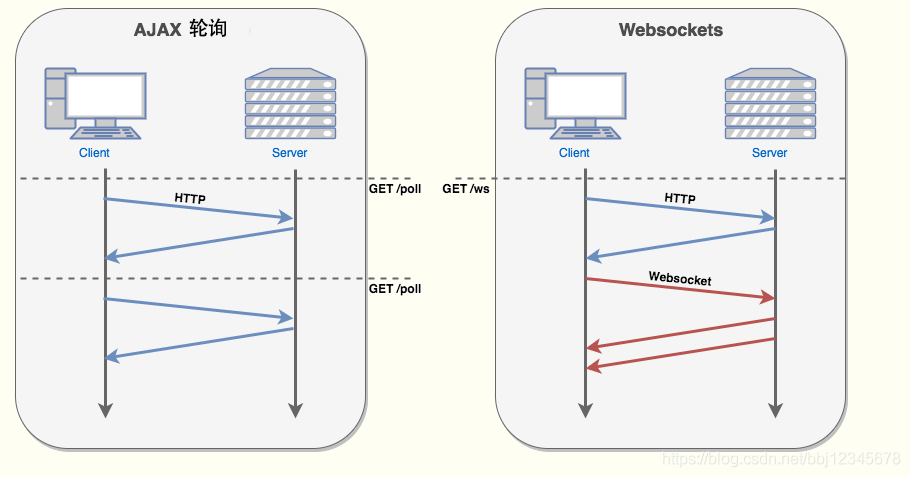 AJAX 轮询
Client
Server
GET /poll
HTTP
GET /poll
Websockets
Client
Server
GET /ws
HTTP
Websocket
https://blog.csdn.net/bbj12345678